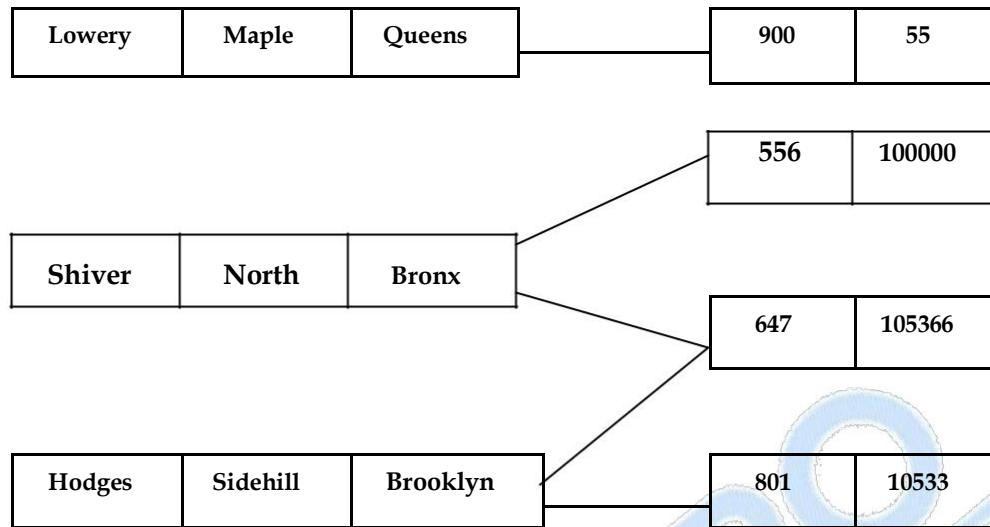 Lowery Maple Queens 900 55
556 100000
Shiver North Bronx
647 105366
Hodges Sidehill Brooklyn 801 10533